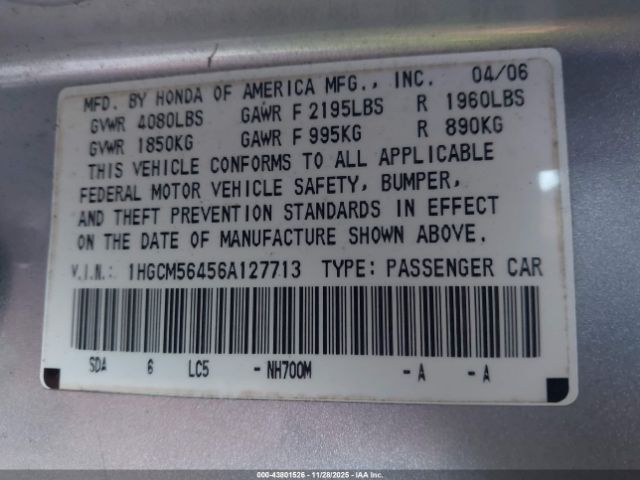 MFD. BY HONDA OF AMERICA MFG., INC. 04/06
GVWR 4080LBS GAWR F 2195LBS R 1960LBS
GVWR 1850KG GAWR F 995KG R 890KG
THIS VEHICLE CONFORMS TO ALL APPLICABLE
FEDERAL MOTOR VEHICLE SAFETY, BUMPER,
AND THEFT PREVENTION STANDARDS IN EFFECT
ON THE DATE OF MANUFACTURE SHOWN ABOVE.
V.I.N.: 1HGCM56456A127713 TYPE: PASSENGER CAR
SDA 6 LC5 - NH700M - A - A
000-43801526 - 11/28/2025 - IAAI.COM